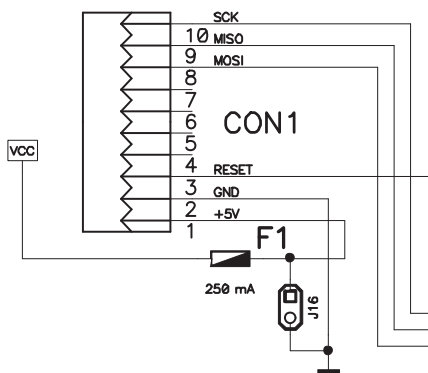 SCK
10 MISO
9 MOSI
8
7
CON1
6
5
VCC
4 RESET
3 GND
2 +5V
1
F1
250 mA
J16